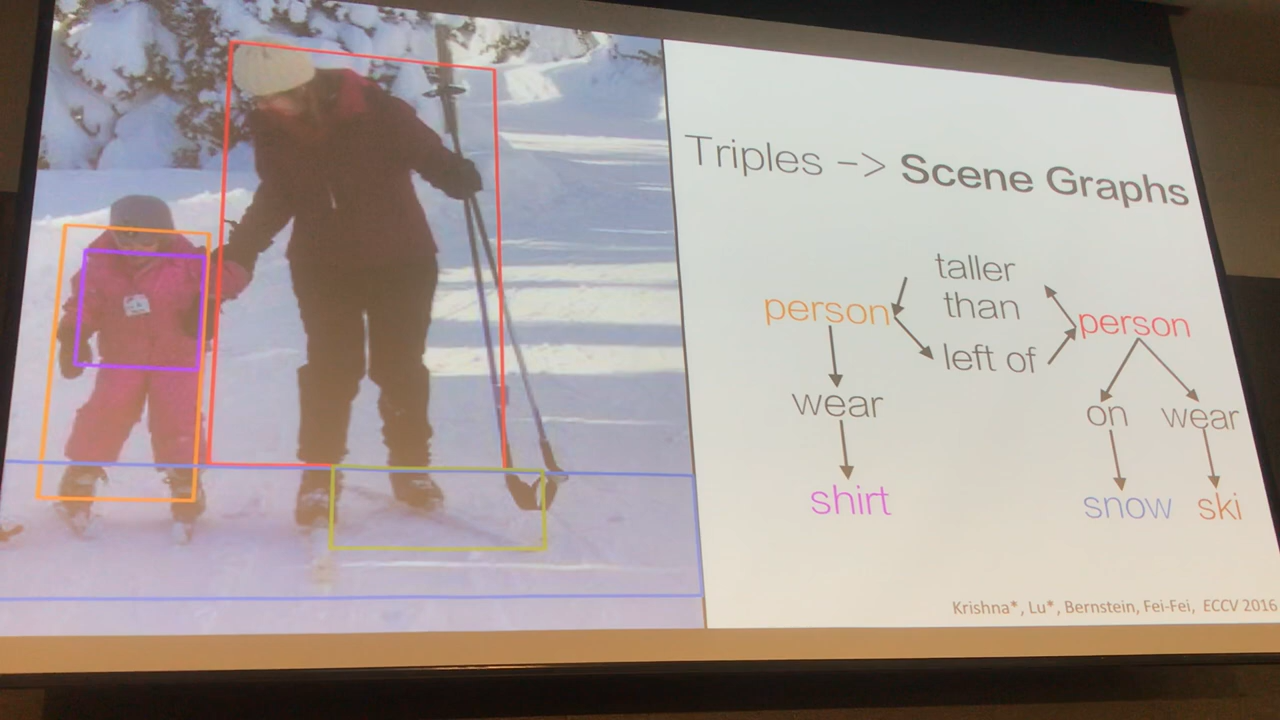 Triples -> Scene Graphs
taller
than
person
person
left of
wear
on
wear
shirt
snow
ski
Krishna*, Lu*, Bernstein, Fei-Fei, ECCV 2016